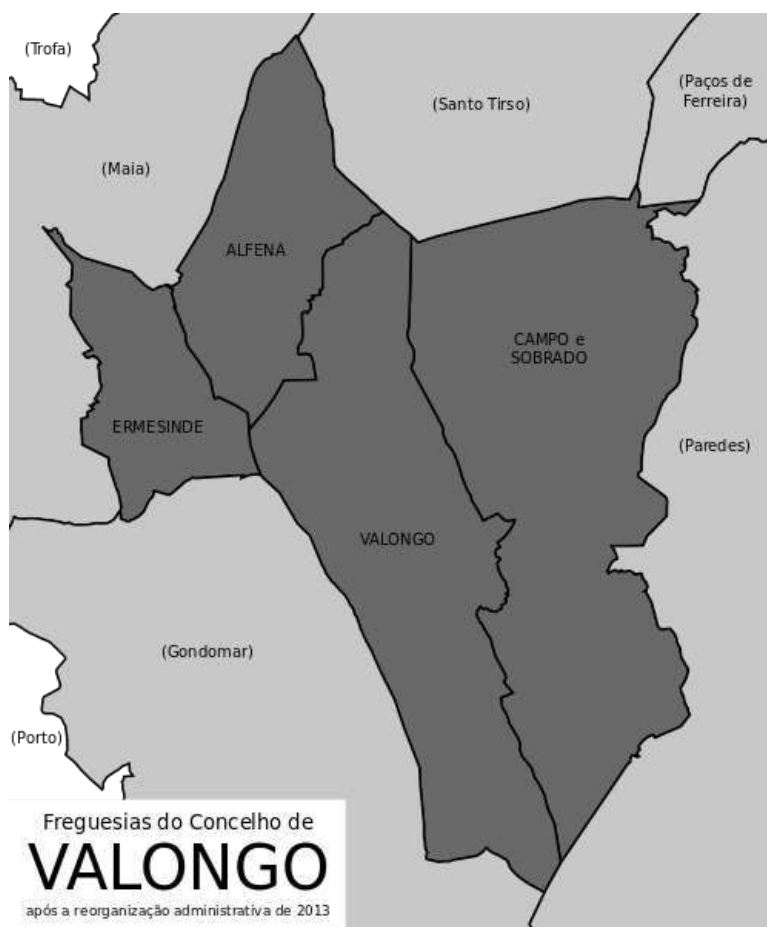 (Trofa)
(Paços de
Ferreira)
(Santo Tirso)
(Maia)
ALFENA
CAMPO e
SOBRADO
ERMESINDE
(Paredes)
VALONGO
(Gondomar)
(Porto)
Freguesias do Concelho de
VALONGO
após a reorganização administrativa de 2013